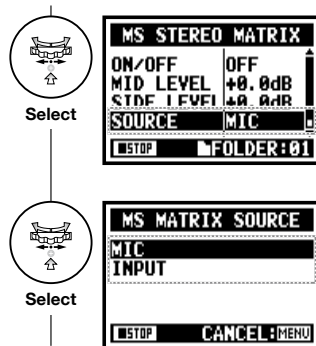 MS STEREO MATRIX
ON/OFF OFF
MID LEVEL +0.0dB
SIDE LEVEL +0.0dB
SOURCE MIC
Select
STOP FOLDER:01
MS MATRIX SOURCE
MIC
INPUT
Select
STOP CANCEL:MENU